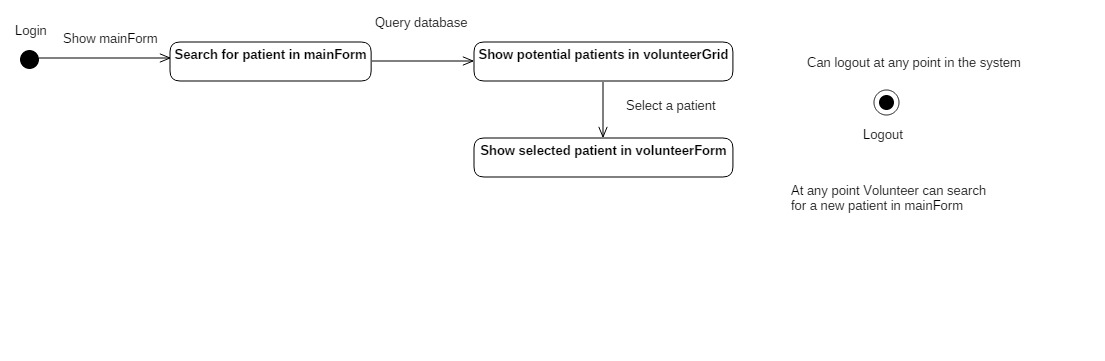 Login
Show mainForm
Query database
Search for patient in mainForm
Show potential patients in volunteerGrid
Can logout at any point in the system
Select a patient
Logout
Show selected patient in volunteerForm
At any point Volunteer can search
for a new patient in mainForm